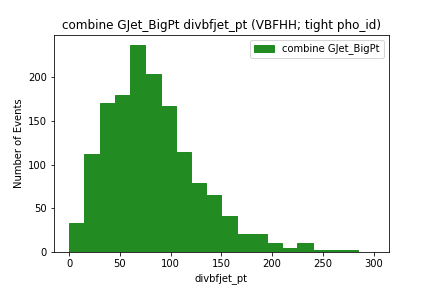 combine GJet_BigPt divbfjet_pt (VBFHH; tight pho_id)
combine GJet_BigPt
Number of Events
200
150
100
50
0
0 50 100 150 200 250 300
divbfjet_pt